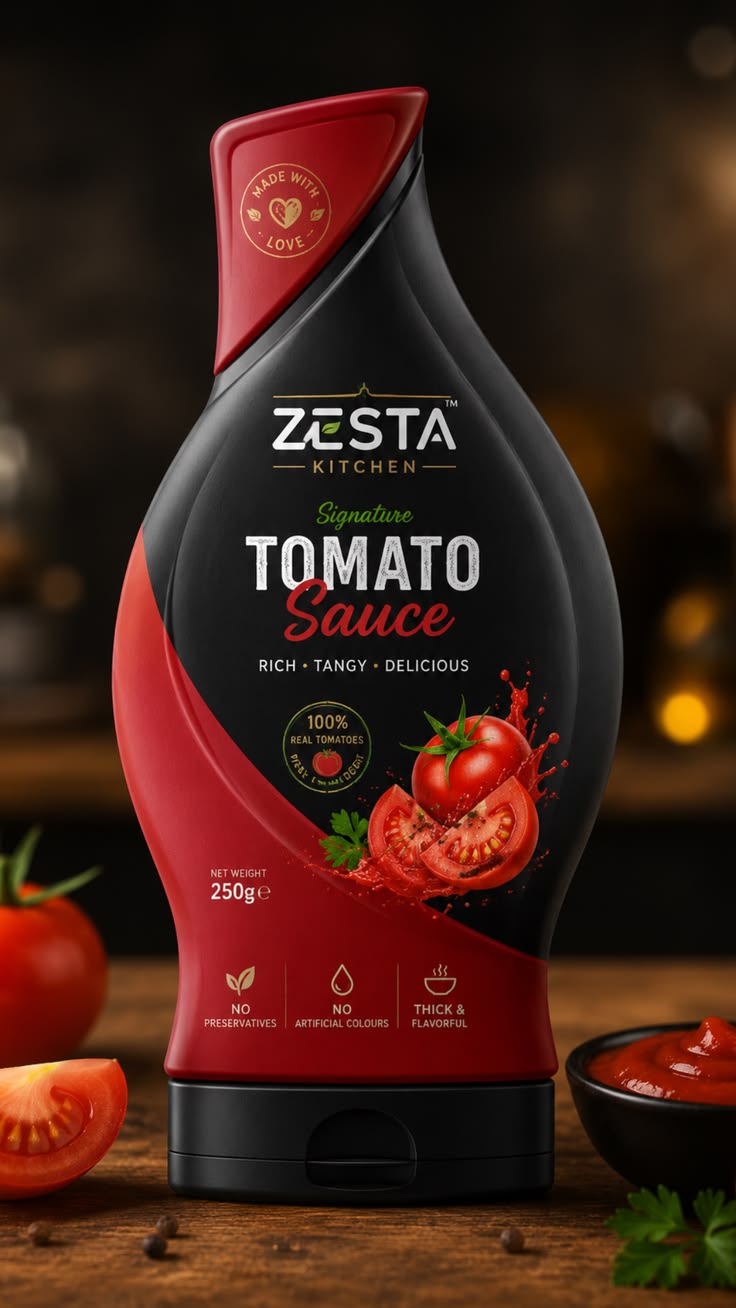 MADE WITH
LOVE
ZESTA™
KITCHEN
Signature
TOMATO
Sauce
RICH • TANGY • DELICIOUS
100%
REAL TOMATOES
NET WEIGHT
250g℮
NO
PRESERVATIVES
NO
ARTIFICIAL COLOURS
THICK &
FLAVORFUL